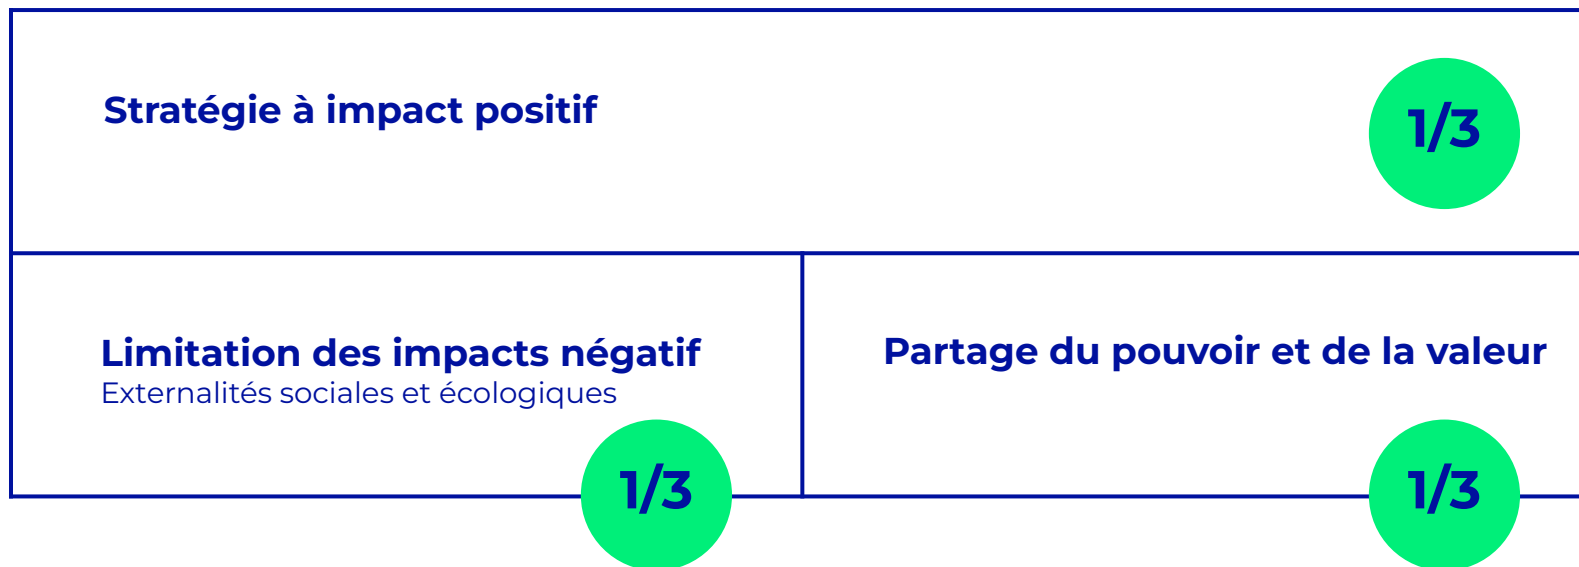 Stratégie à impact positif
1/3
Limitation des impacts négatif
Externalités sociales et écologiques
1/3
Partage du pouvoir et de la valeur
1/3